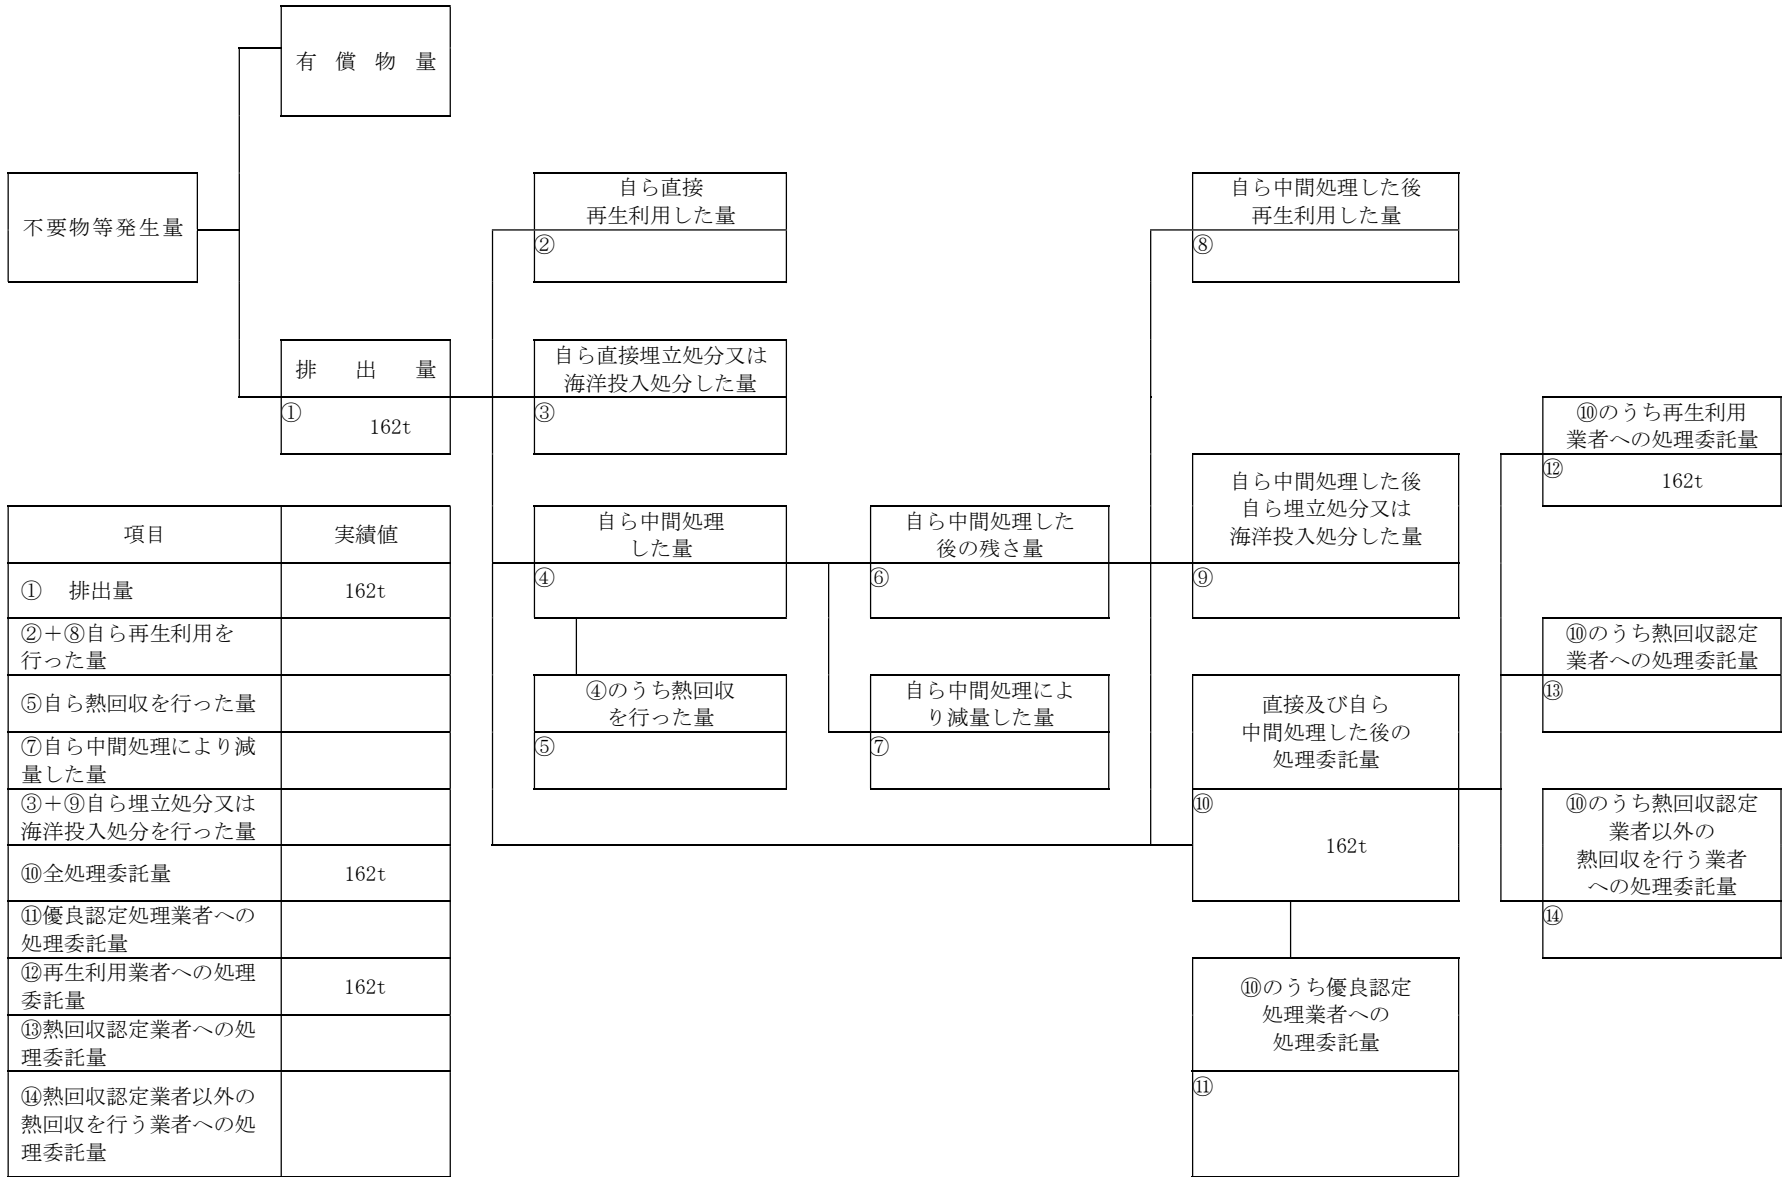 有償物量
不要物等発生量
自ら直接
再生利用した量
②
自ら中間処理した後
再生利用した量
⑧
排出量
①
162t
自ら直接埋立処分又は
海洋投入処分した量
③
⑩のうち再生利用
業者への処理委託量
⑫
162t
自ら中間処理
した量
④
自ら中間処理した
後の残さ量
⑥
自ら中間処理した後
自ら埋立処分又は
海洋投入処分した量
⑨
⑩のうち熱回収認定
業者への処理委託量
⑬
④のうち熱回収
を行った量
⑤
自ら中間処理によ
り減量した量
⑦
直接及び自ら
中間処理した後の
処理委託量
⑩
162t
⑩のうち熱回収認定
業者以外の
熱回収を行う業者
への処理委託量
⑭
⑩のうち優良認定
処理業者への
処理委託量
⑪
項目 実績値
① 排出量 162t
②+⑧自ら再生利用を
行った量
⑤自ら熱回収を行った量
⑦自ら中間処理により減
量した量
③+⑨自ら埋立処分又は
海洋投入処分を行った量
⑩全処理委託量 162t
⑪優良認定処理業者への
処理委託量
⑫再生利用業者への処理
委託量 162t
⑬熱回収認定業者への処
理委託量
⑭熱回収認定業者以外の
熱回収を行う業者への処
理委託量